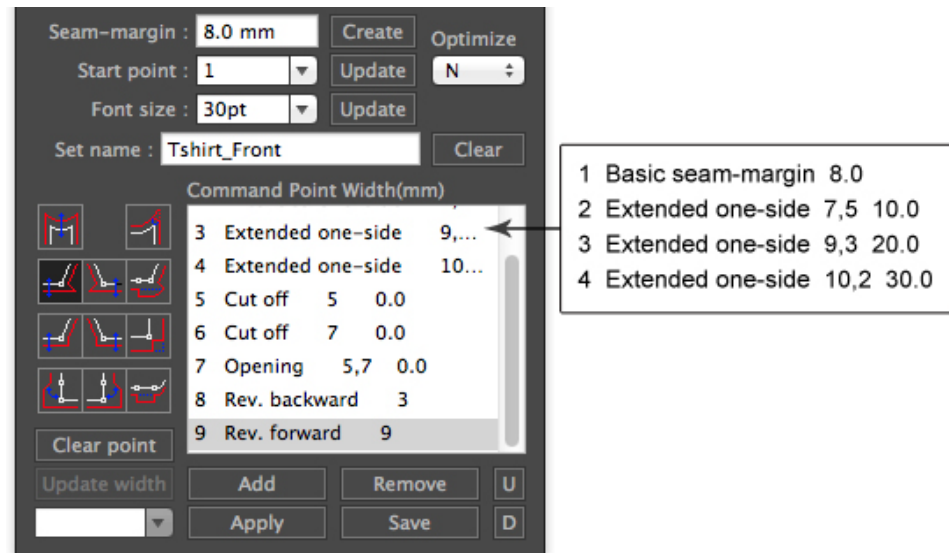 Seam-margin : 8.0 mm Create Optimize
Start point : 1 Update N
Font size : 30pt Update
Set name : Tshirt_Front Clear
Command Point Width(mm)
3 Extended one-side 9,...
4 Extended one-side 10...
5 Cut off 5 0.0
6 Cut off 7 0.0
7 Opening 5,7 0.0
8 Rev. backward 3
9 Rev. forward 9
Clear point
Update width Add Remove U
Apply Save D
1 Basic seam-margin 8.0
2 Extended one-side 7,5 10.0
3 Extended one-side 9,3 20.0
4 Extended one-side 10,2 30.0